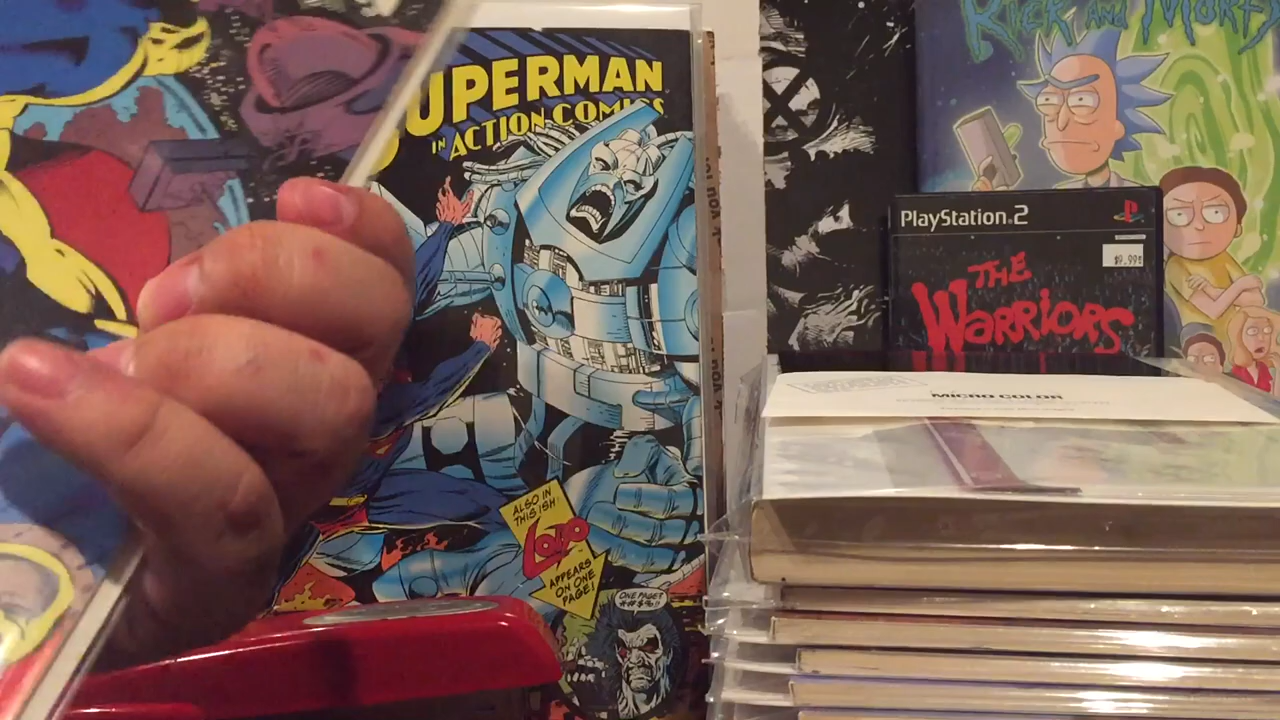 SUPERMAN
IN ACTION COMICS
ALSO IN
THIS ISH:
LOBO
APPEARS
ON ONE
PAGE!
ONE PAGE?
#@$%!!
RICK AND MORTY
PlayStation 2
$9.99
THE
WARRIORS
MICRO COLOR